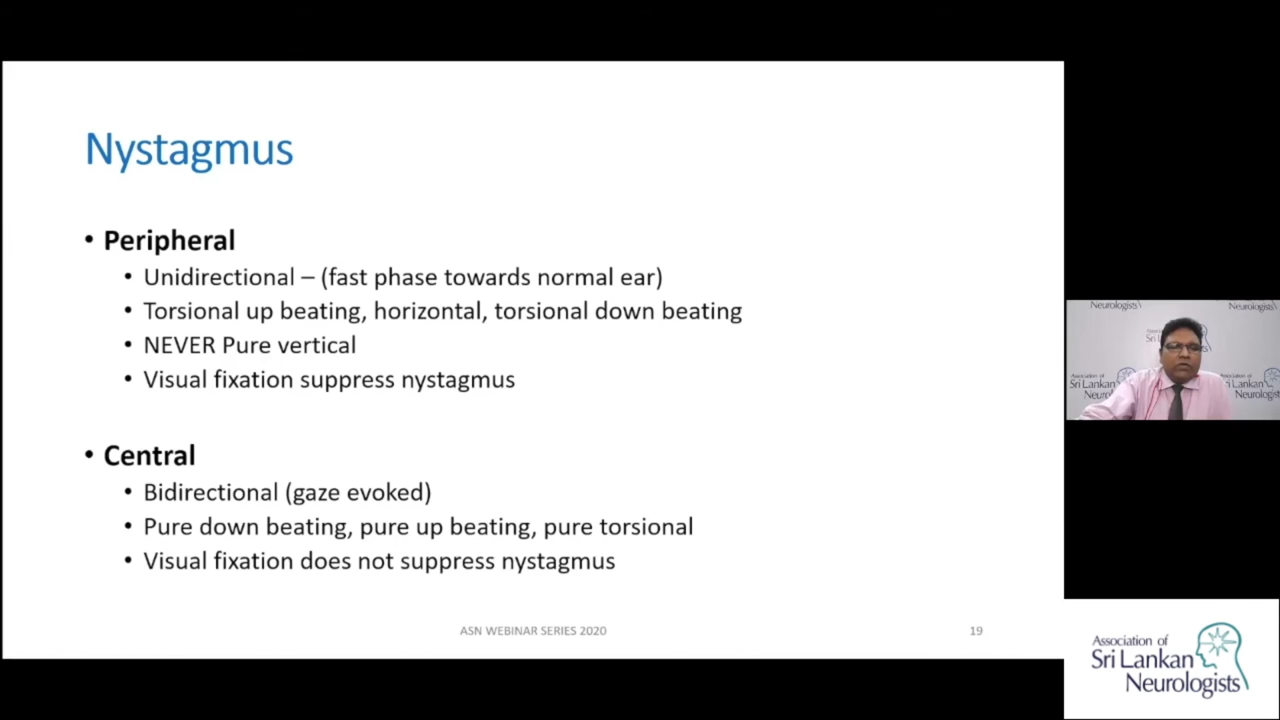 Nystagmus
• Peripheral
• Unidirectional – (fast phase towards normal ear)
• Torsional up beating, horizontal, torsional down beating
• NEVER Pure vertical
• Visual fixation suppress nystagmus
• Central
• Bidirectional (gaze evoked)
• Pure down beating, pure up beating, pure torsional
• Visual fixation does not suppress nystagmus
ASN WEBINAR SERIES 2020
19
Neurologists
Neurologists
Association of
Sri Lankan
Neurologists